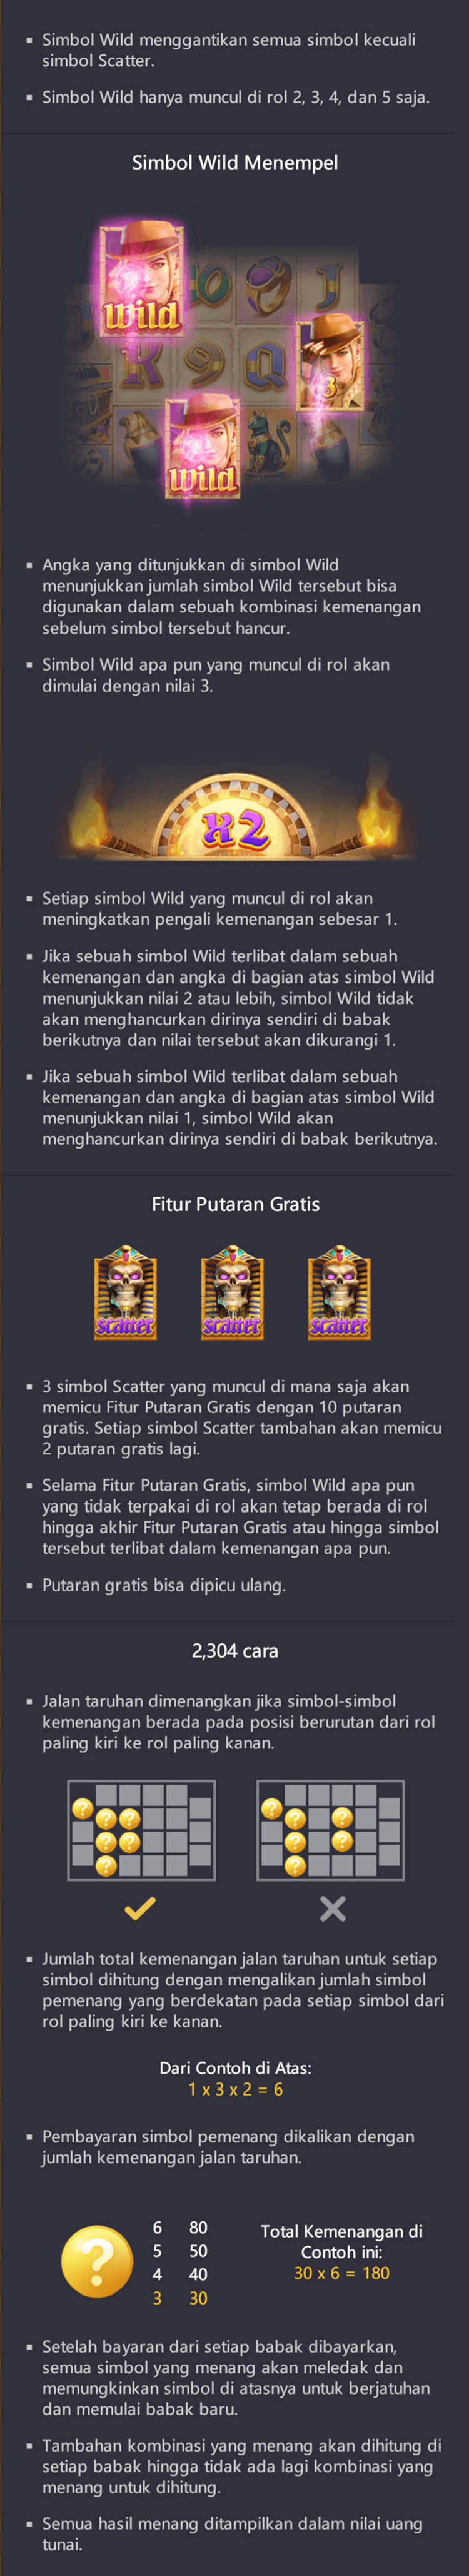 ▪ Simbol Wild menggantikan semua simbol kecuali
simbol Scatter.
▪ Simbol Wild hanya muncul di rol 2, 3, 4, dan 5 saja.
Simbol Wild Menempel
Wild
10 J
K 9 Q
3
Wild
▪ Angka yang ditunjukkan di simbol Wild
menunjukkan jumlah simbol Wild tersebut bisa
digunakan dalam sebuah kombinasi kemenangan
sebelum simbol tersebut hancur.
▪ Simbol Wild apa pun yang muncul di rol akan
dimulai dengan nilai 3.
x2
▪ Setiap simbol Wild yang muncul di rol akan
meningkatkan pengali kemenangan sebesar 1.
▪ Jika sebuah simbol Wild terlibat dalam sebuah
kemenangan dan angka di bagian atas simbol Wild
menunjukkan nilai 2 atau lebih, simbol Wild tidak
akan menghancurkan dirinya sendiri di babak
berikutnya dan nilai tersebut akan dikurangi 1.
▪ Jika sebuah simbol Wild terlibat dalam sebuah
kemenangan dan angka di bagian atas simbol Wild
menunjukkan nilai 1, simbol Wild akan
menghancurkan dirinya sendiri di babak berikutnya.
Fitur Putaran Gratis
Scatter Scatter Scatter
▪ 3 simbol Scatter yang muncul di mana saja akan
memicu Fitur Putaran Gratis dengan 10 putaran
gratis. Setiap simbol Scatter tambahan akan memicu
2 putaran gratis lagi.
▪ Selama Fitur Putaran Gratis, simbol Wild apa pun
yang tidak terpakai di rol akan tetap berada di rol
hingga akhir Fitur Putaran Gratis atau hingga simbol
tersebut terlibat dalam kemenangan apa pun.
▪ Putaran gratis bisa dipicu ulang.
2,304 cara
▪ Jalan taruhan dimenangkan jika simbol-simbol
kemenangan berada pada posisi berurutan dari rol
paling kiri ke rol paling kanan.
? ? ? ? ? ?
? ? ? ? ? ?
▪ Jumlah total kemenangan jalan taruhan untuk setiap
simbol dihitung dengan mengalikan jumlah simbol
pemenang yang berdekatan pada setiap simbol dari
rol paling kiri ke kanan.
Dari Contoh di Atas:
1 x 3 x 2 = 6
▪ Pembayaran simbol pemenang dikalikan dengan
jumlah kemenangan jalan taruhan.
?
6 80
5 50
4 40
3 30
Total Kemenangan di
Contoh ini:
30 x 6 = 180
▪ Setelah bayaran dari setiap babak dibayarkan,
semua simbol yang menang akan meledak dan
memungkinkan simbol di atasnya untuk berjatuhan
dan memulai babak baru.
▪ Tambahan kombinasi yang menang akan dihitung di
setiap babak hingga tidak ada lagi kombinasi yang
menang untuk dihitung.
▪ Semua hasil menang ditampilkan dalam nilai uang
tunai.